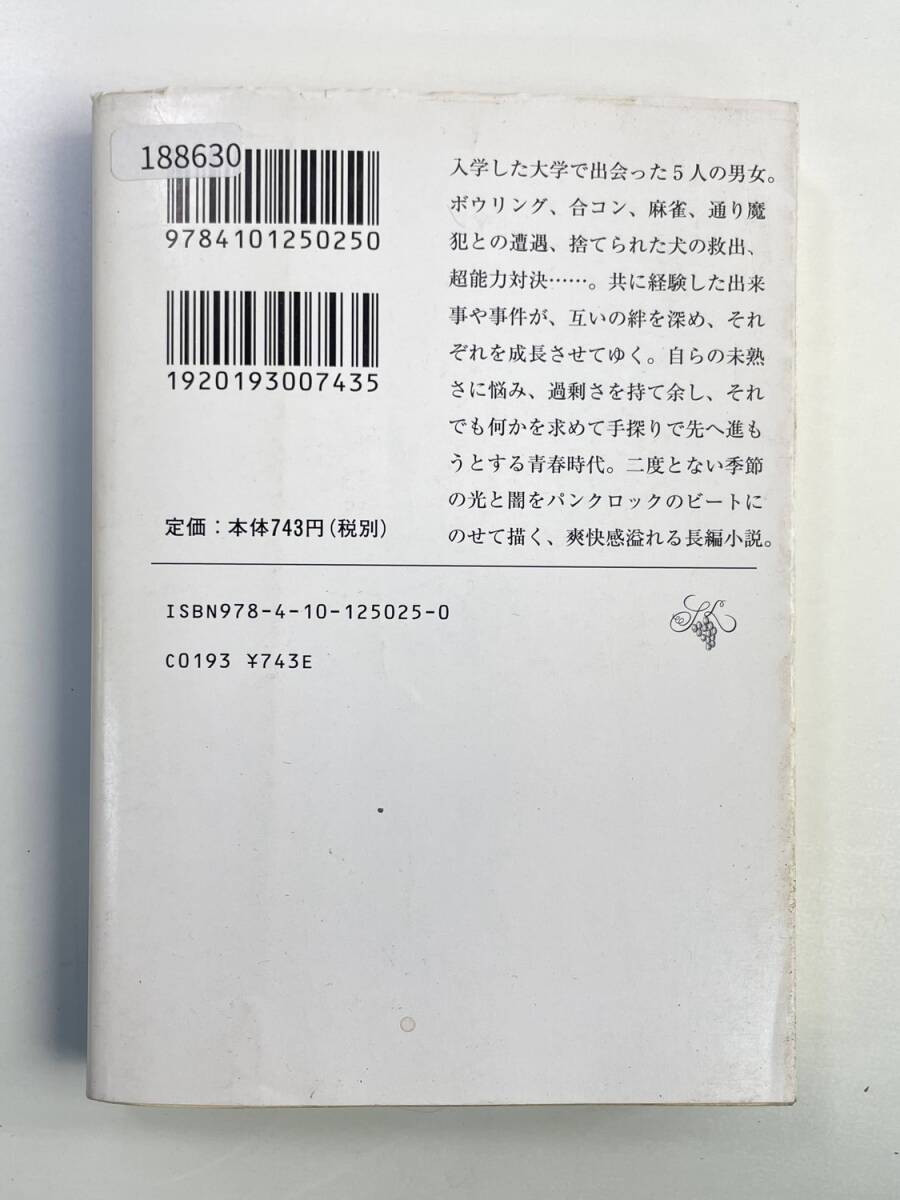 188630
9784101250250
1920193007435
定価：本体743円（税別）
入学した大学で出会った5人の男女。
ボウリング、合コン、麻雀、通り魔
犯との遭遇、捨てられた犬の救出、
超能力対決……。共に経験した出来
事や事件が、互いの絆を深め、それ
ぞれを成長させてゆく。自らの未熟
さに悩み、過剰さを持て余し、それ
でも何かを求めて手探りで先へ進も
うとする青春時代。二度とない季節
の光と闇をパンクロックのビートに
のせて描く、爽快感溢れる長編小説。
ISBN978-4-10-125025-0
C0193 ¥743E